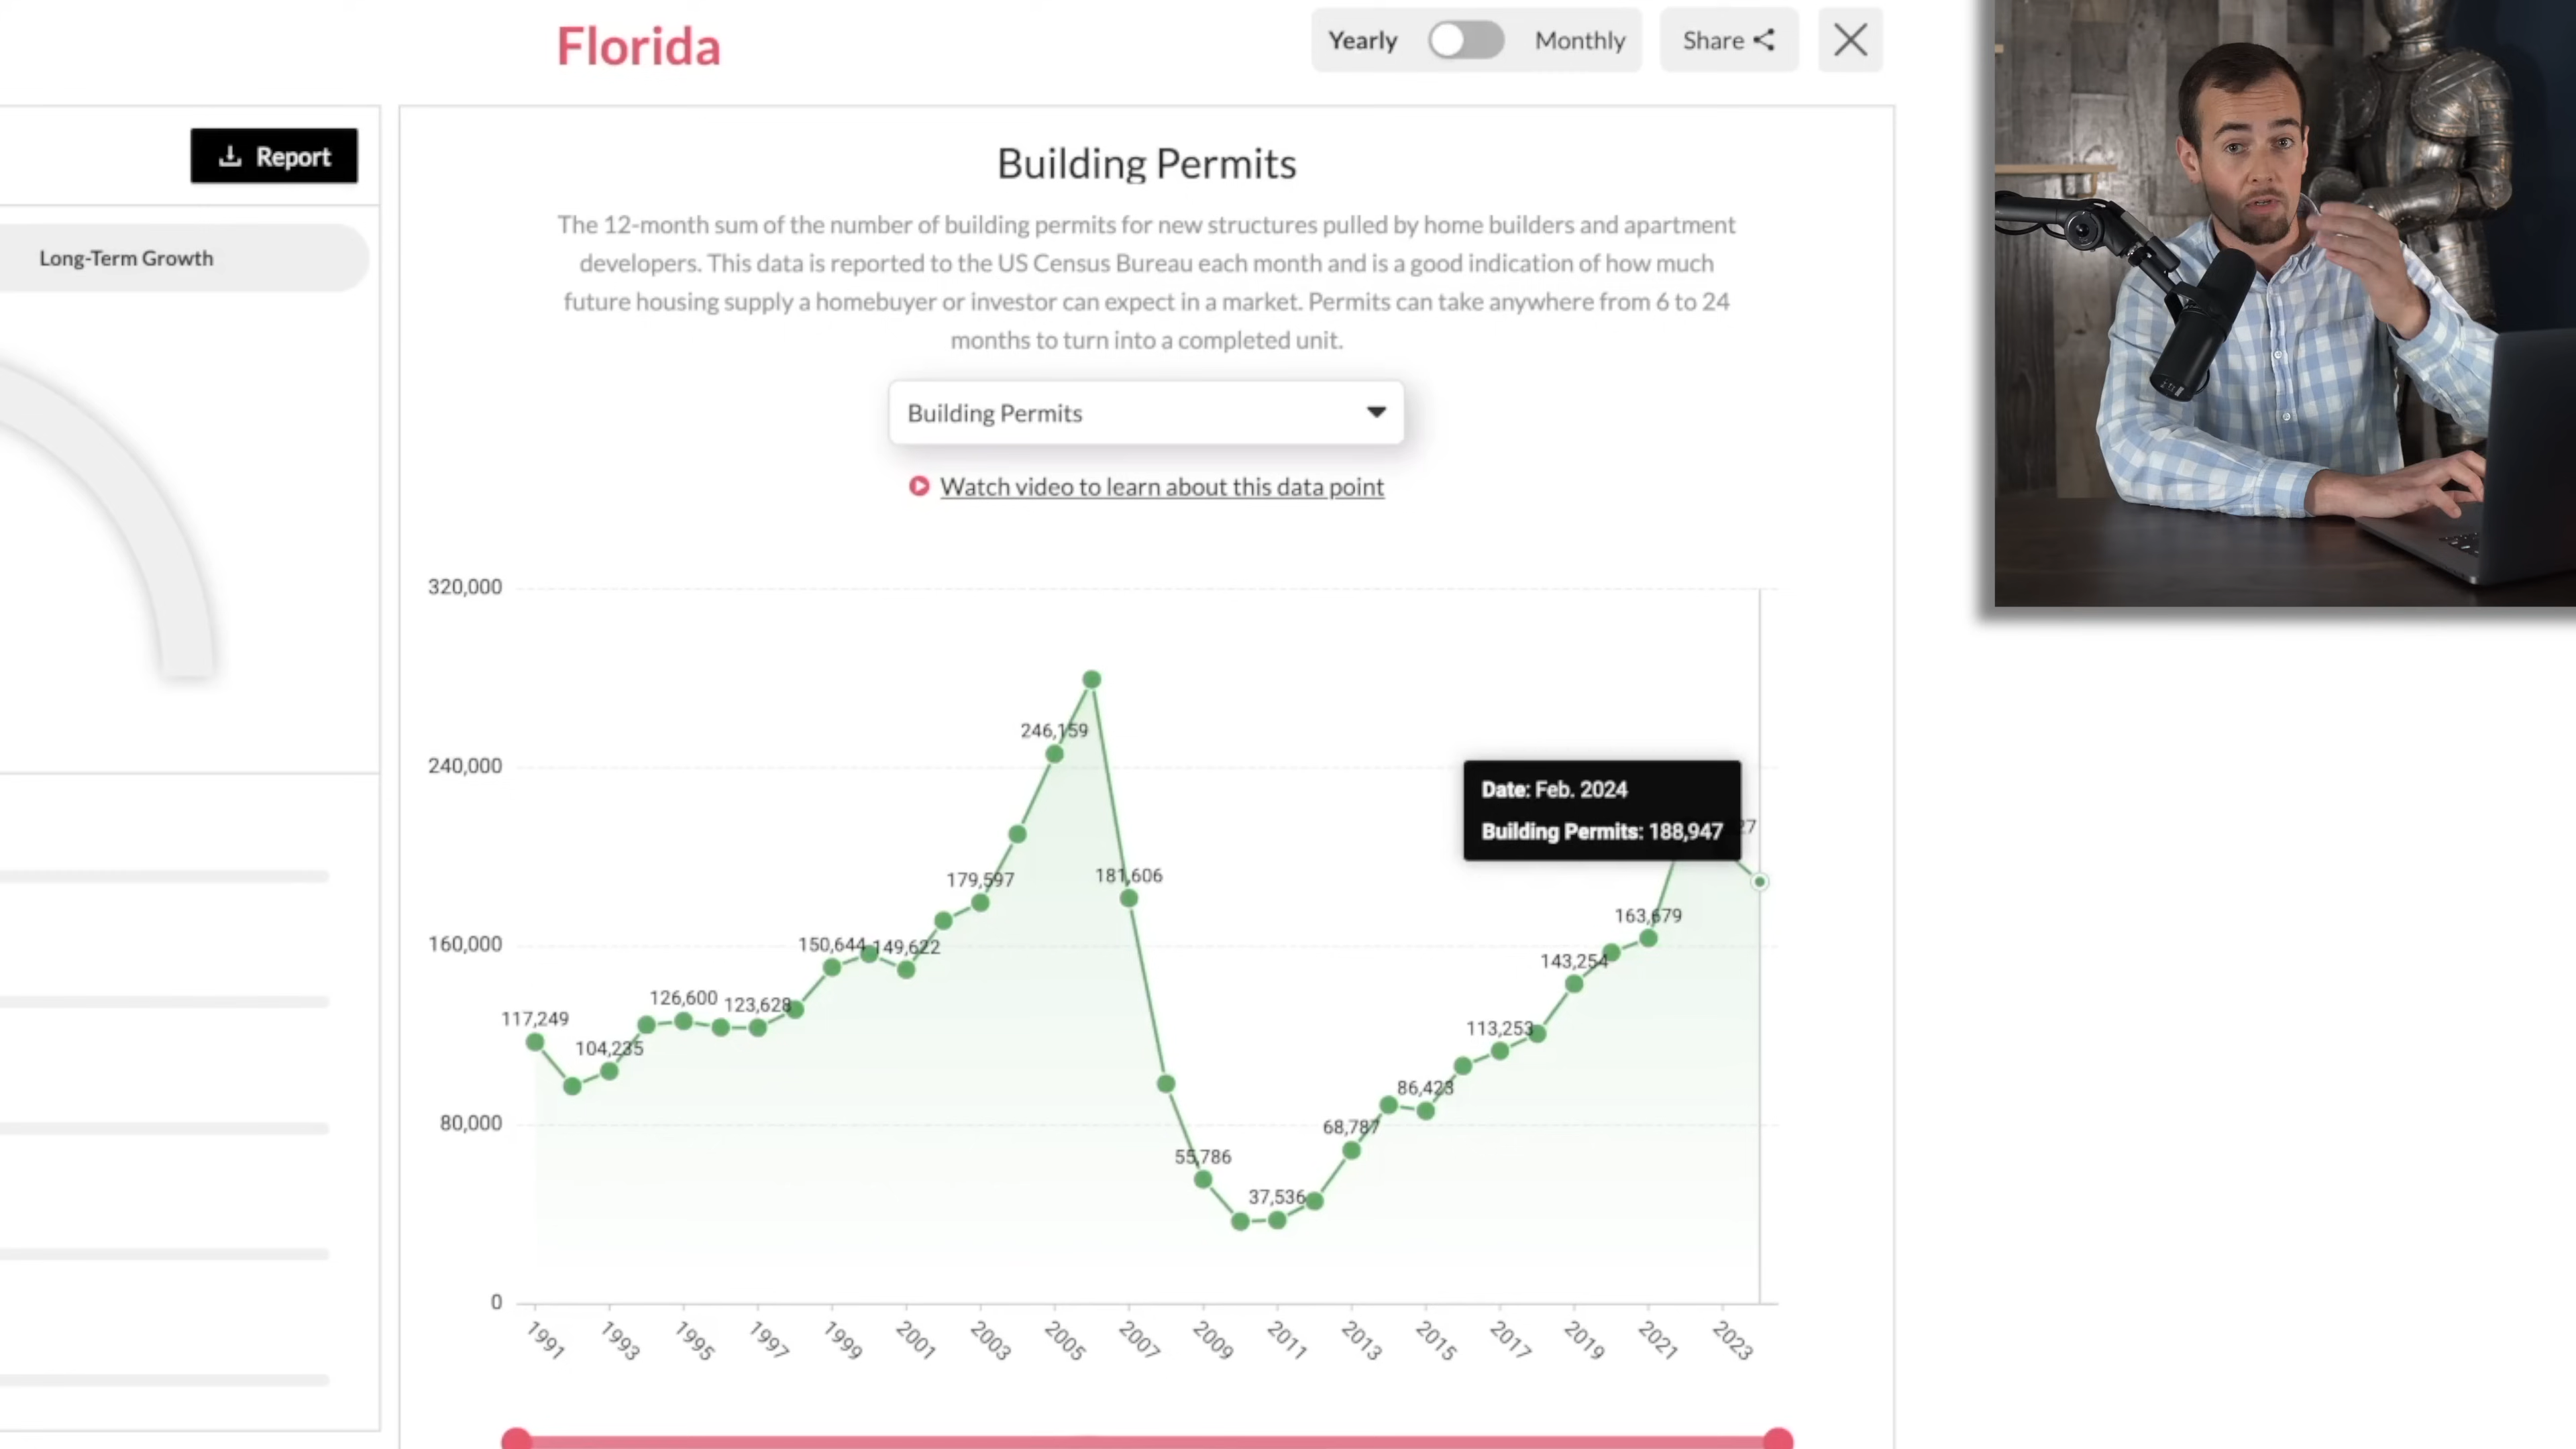 Florida
Yearly
Monthly
Share
Report
Long-Term Growth
Building Permits
The 12-month sum of the number of building permits for new structures pulled by home builders and apartment
developers. This data is reported to the US Census Bureau each month and is a good indication of how much
future housing supply a homebuyer or investor can expect in a market. Permits can take anywhere from 6 to 24
months to turn into a completed unit.
Building Permits
Watch video to learn about this data point
320,000
240,000
160,000
80,000
0
117,249
104,235
126,600
123,628
150,644
149,622
179,597
246,159
181,606
55,786
37,536
68,787
86,423
113,253
143,254
163,679
27
Date: Feb. 2024
Building Permits: 188,947
1991
1993
1995
1997
1999
2001
2003
2005
2007
2009
2011
2013
2015
2017
2019
2021
2023